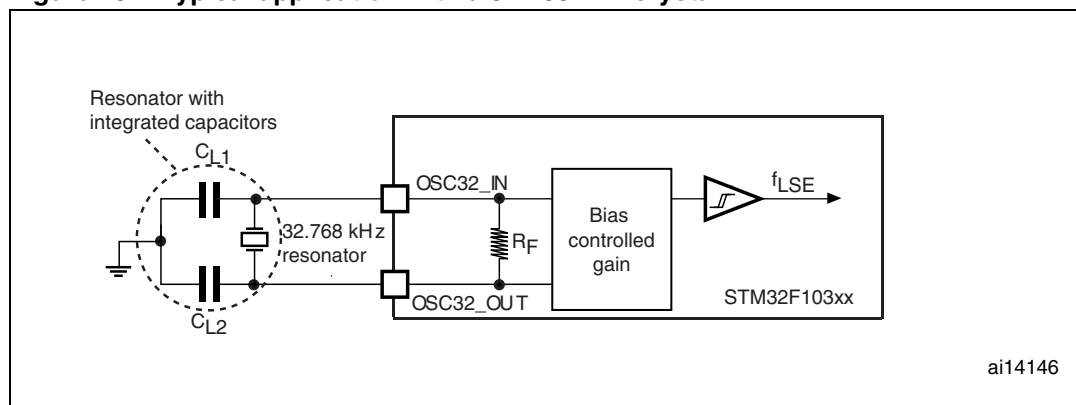 Resonator with
integrated capacitors
CL1
OSC32_IN
fLSE
32.768 kHz
resonator
RF
Bias
controlled
gain
OSC32_OUT
STM32F103xx
CL2
ai14146